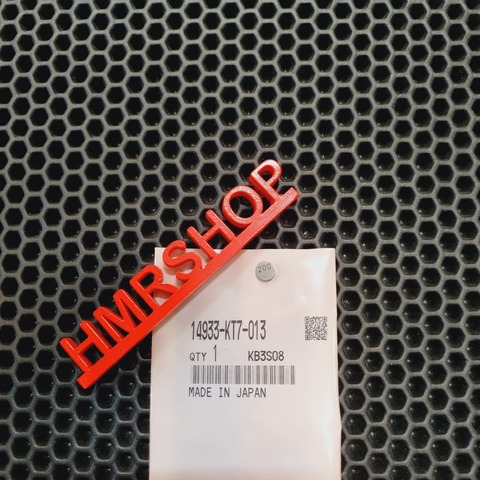 HMRSHOP
200
14933-KT7-013
QTY 1 KB3S08
MADE IN JAPAN